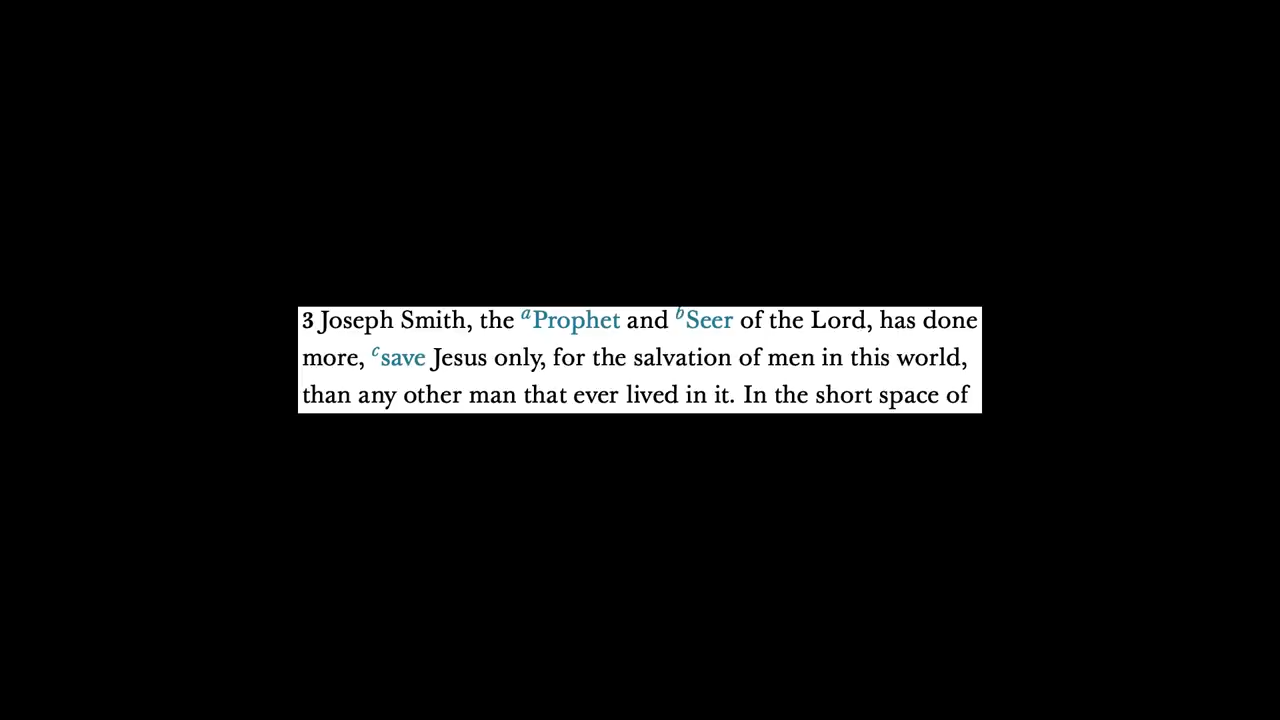 3 Joseph Smith, the aProphet and bSeer of the Lord, has done
more, csave Jesus only, for the salvation of men in this world,
than any other man that ever lived in it. In the short space of